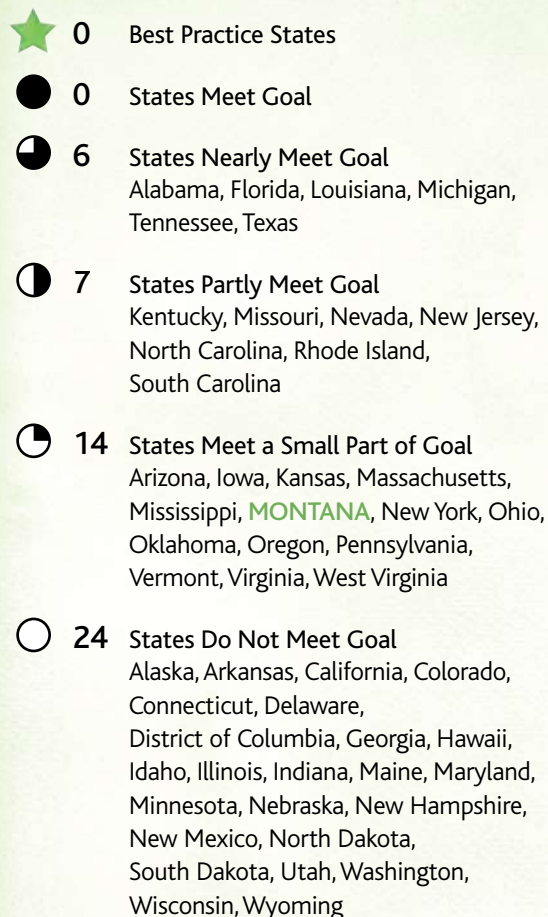 0 Best Practice States
0 States Meet Goal
6 States Nearly Meet Goal
Alabama, Florida, Louisiana, Michigan,
Tennessee, Texas
7 States Partly Meet Goal
Kentucky, Missouri, Nevada, New Jersey,
North Carolina, Rhode Island,
South Carolina
14 States Meet a Small Part of Goal
Arizona, Iowa, Kansas, Massachusetts,
Mississippi, MONTANA, New York, Ohio,
Oklahoma, Oregon, Pennsylvania,
Vermont, Virginia, West Virginia
24 States Do Not Meet Goal
Alaska, Arkansas, California, Colorado,
Connecticut, Delaware,
District of Columbia, Georgia, Hawaii,
Idaho, Illinois, Indiana, Maine, Maryland,
Minnesota, Nebraska, New Hampshire,
New Mexico, North Dakota,
South Dakota, Utah, Washington,
Wisconsin, Wyoming